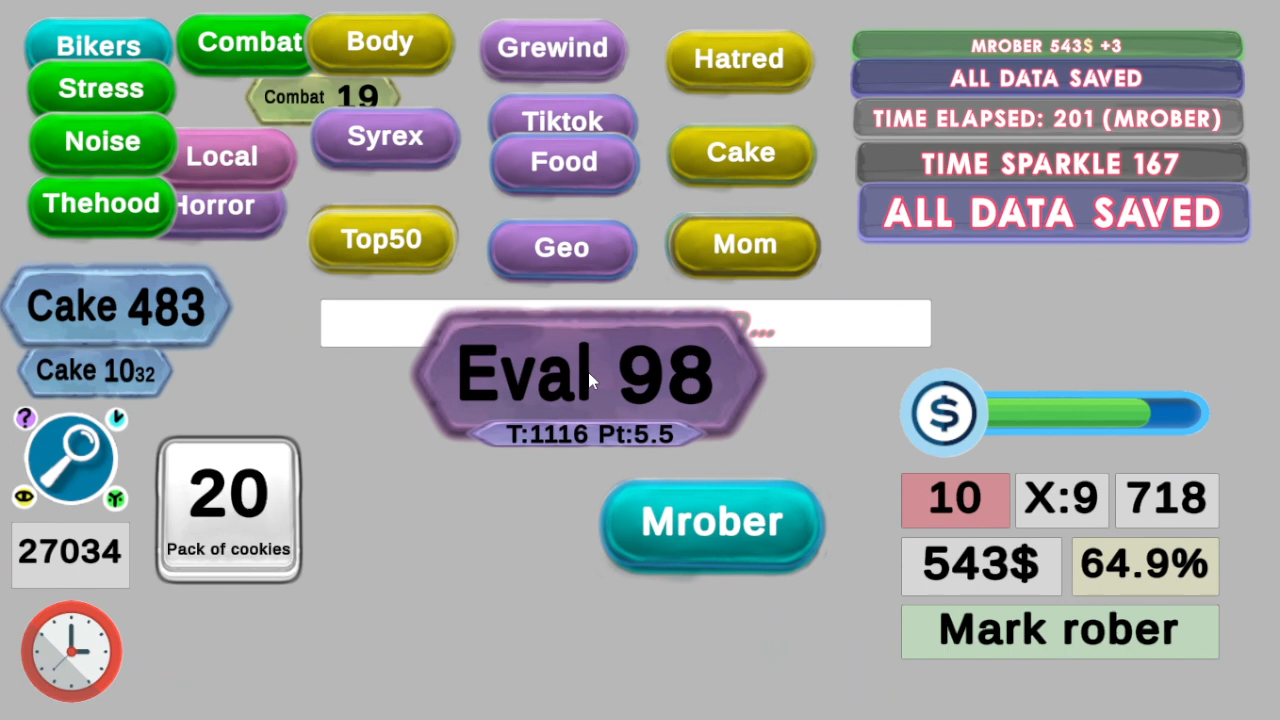 Bikers
Combat
Body
Grewind
Hatred
MROBER 543$ +3
ALL DATA SAVED
Stress
Combat 19
Tiktok
TIME ELAPSED: 201 (MROBER)
Noise
Local
Syrex
Food
Cake
TIME SPARKLE 167
Thehood
Horror
Top50
Geo
Mom
ALL DATA SAVED
Cake 483
Cake 1032
Eval 98
T:1116 Pt:5.5
$
?
20
Pack of cookies
27034
Mrober
10
X:9
718
543$
64.9%
Mark rober